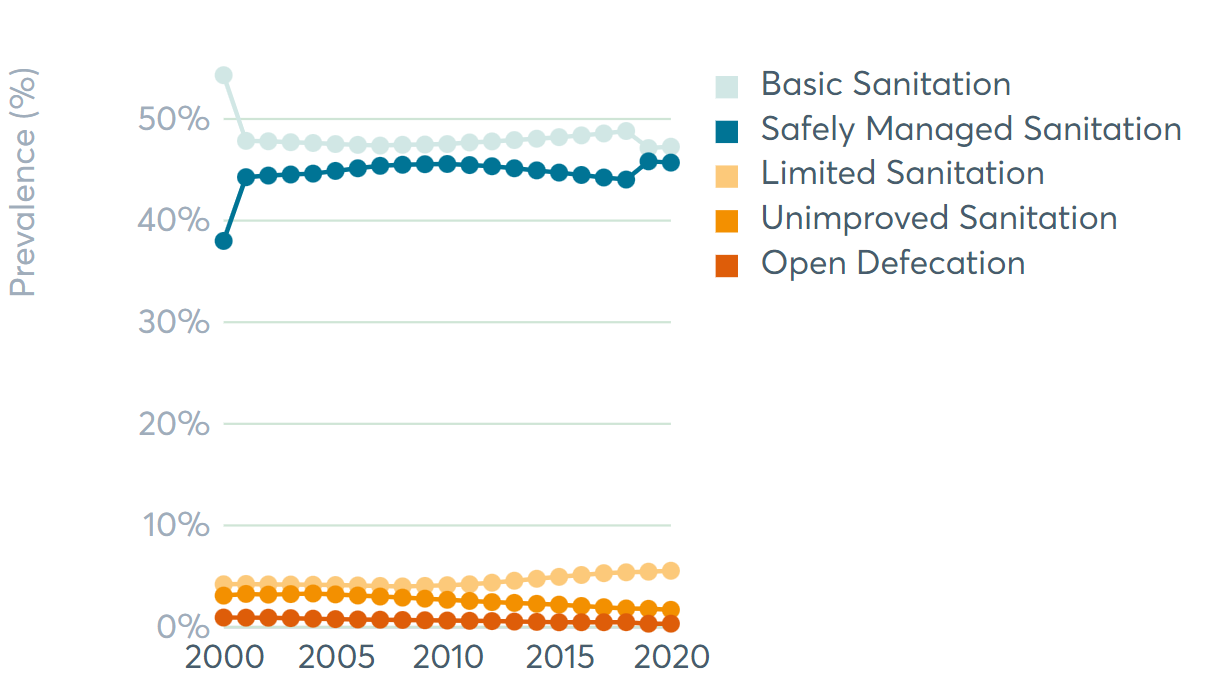 Prevalence (%)
50%
40%
30%
20%
10%
0%
2000 2005 2010 2015 2020
Basic Sanitation
Safely Managed Sanitation
Limited Sanitation
Unimproved Sanitation
Open Defecation